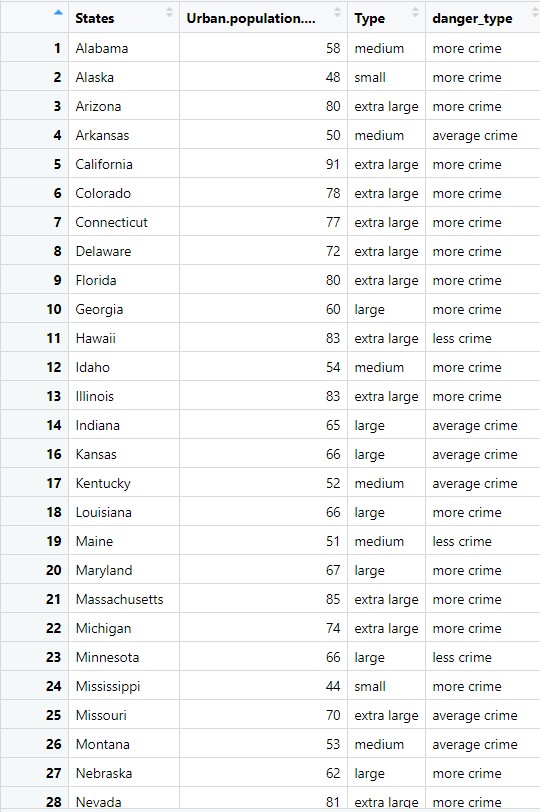 States Urban.population.... Type danger_type
1 Alabama 58 medium more crime
2 Alaska 48 small more crime
3 Arizona 80 extra large more crime
4 Arkansas 50 medium average crime
5 California 91 extra large more crime
6 Colorado 78 extra large more crime
7 Connecticut 77 extra large more crime
8 Delaware 72 extra large more crime
9 Florida 80 extra large more crime
10 Georgia 60 large more crime
11 Hawaii 83 extra large less crime
12 Idaho 54 medium more crime
13 Illinois 83 extra large more crime
14 Indiana 65 large average crime
16 Kansas 66 large average crime
17 Kentucky 52 medium average crime
18 Louisiana 66 large more crime
19 Maine 51 medium less crime
20 Maryland 67 large more crime
21 Massachusetts 85 extra large more crime
22 Michigan 74 extra large more crime
23 Minnesota 66 large less crime
24 Mississippi 44 small more crime
25 Missouri 70 extra large average crime
26 Montana 53 medium average crime
27 Nebraska 62 large more crime
28 Nevada 81 extra large more crime